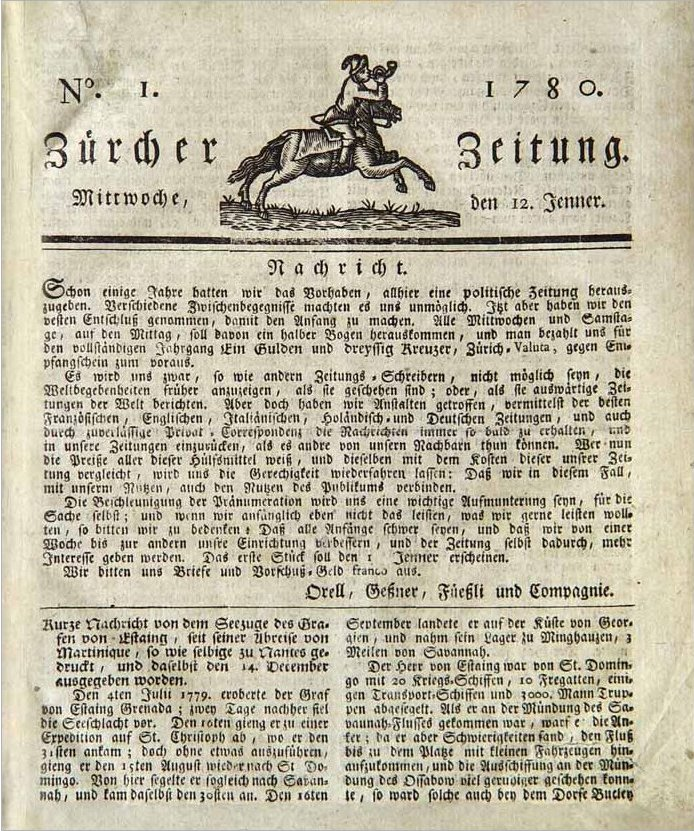 No. 1.
1780.
Zürcher Zeitung.
Mittwoche, den 12. Jenner.
Nachricht.
Schon einige Jahre hatten wir das Vorhaben, allhier eine politische Zeitung heraus-
zugeben. Verschiedene Zwischenbegegnisse machten es uns unmöglich. Itzt aber haben wir den
vesten Entschluß genommen, damit den Anfang zu machen. Alle Mittwochen und Samsta-
ge, auf den Mittag, soll davon ein halber Bogen herauskommen, und man bezahlt uns für
den vollständigen Jahrgang Ein Gulden und dreyssig Kreuzer, Zürich-Valuta, gegen Em-
pfangschein zum voraus.
Es wird uns zwar, so wie andern Zeitungs-Schreibern, nicht möglich seyn, die
Weltbegebenheiten früher anzuzeigen, als sie geschehen sind; oder, als sie auswärtige Zei-
tungen der Welt berichten. Aber doch haben wir Anstalten getroffen, vermittelst der besten
Französischen, Englischen, Italiänischen, Holändisch-und Deutschen Zeitungen, und auch
durch zuverlässige Privat-Correspondenz die Nachrichten immer so bald zu erhalten, und
in unsere Zeitungen einzurücken, als es andre von unsern Nachbarn thun können. Wer nun
die Preiße aller dieser Hülfsmittel weiß, und dieselben mit dem Kosten dieser unsrer Zei-
tung vergleicht, wird uns die Gerechtigkeit wiederfahren lassen: Daß wir in diesem Fall,
mit unserm Nutzen, auch den Nutzen des Publikums verbinden.
Die Beschleunigung der Pränumeration wird uns eine wichtige Aufmunterung seyn, für die
Sache selbst; und wenn wir anfänglich eben nicht das leisten, was wir gerne leisten woll-
ten, so bitten wir zu bedenken: Daß alle Anfänge schwer seyen, und daß wir von einer
Woche bis zur andern unsre Einrichtung verbessern, und der Zeitung selbst dadurch, mehr
Interesse geben werden. Das erste Stück soll den 1 Jenner erscheinen.
Wir bitten uns Briefe und Vorschuß-Geld franco aus.
Orell, Geßner, Füeßli und Compagnie.
Kurze Nachricht von dem Seezuge des Gra-
fen von Estaing, seit seiner Abreise von
Martinique, so wie selbige zu Nantes ge-
druckt, und daselbst den 14. December
ausgegeben worden.
Den 4ten Julii 1779. eroberte der Graf
von Estaing Grenada; zwey Tage nachher fiel
die Seeschlacht vor. Den 10ten gieng er zu einer
Expedition auf St. Christoph ab, wo er den
31sten ankam; doch ohne etwas auszuführen,
gieng er den 15ten August wieder nach St. Do-
mingo. Von hier segelte er sogleich nach Savan-
nah, und kam daselbst den 30sten an. Den 10ten
September landete er auf der Küste von Geor-
gien, und nahm sein Lager zu Minghauzen, 3
Meilen von Savannah.
Der Herr von Estaing war von St. Domin-
go mit 20 Kriegs-Schiffen, 10 Fregatten, eini-
gen Transport-Schiffen und 3000. Mann Trup-
pen abgesegelt. Als er an der Mündung des Sa-
vannah-Flusses gekommen war, warf e die An-
ker; da er aber Schwierigkeiten fand, den Fluß
bis zu dem Platze mit kleinen Fahrzeugen hin-
aufzukommen, und die Ausschiffung an der Mün-
dung des Ossabow viel geruhiger geschehen konn-
te, so ward solche auch bey dem Dorfe Bucley